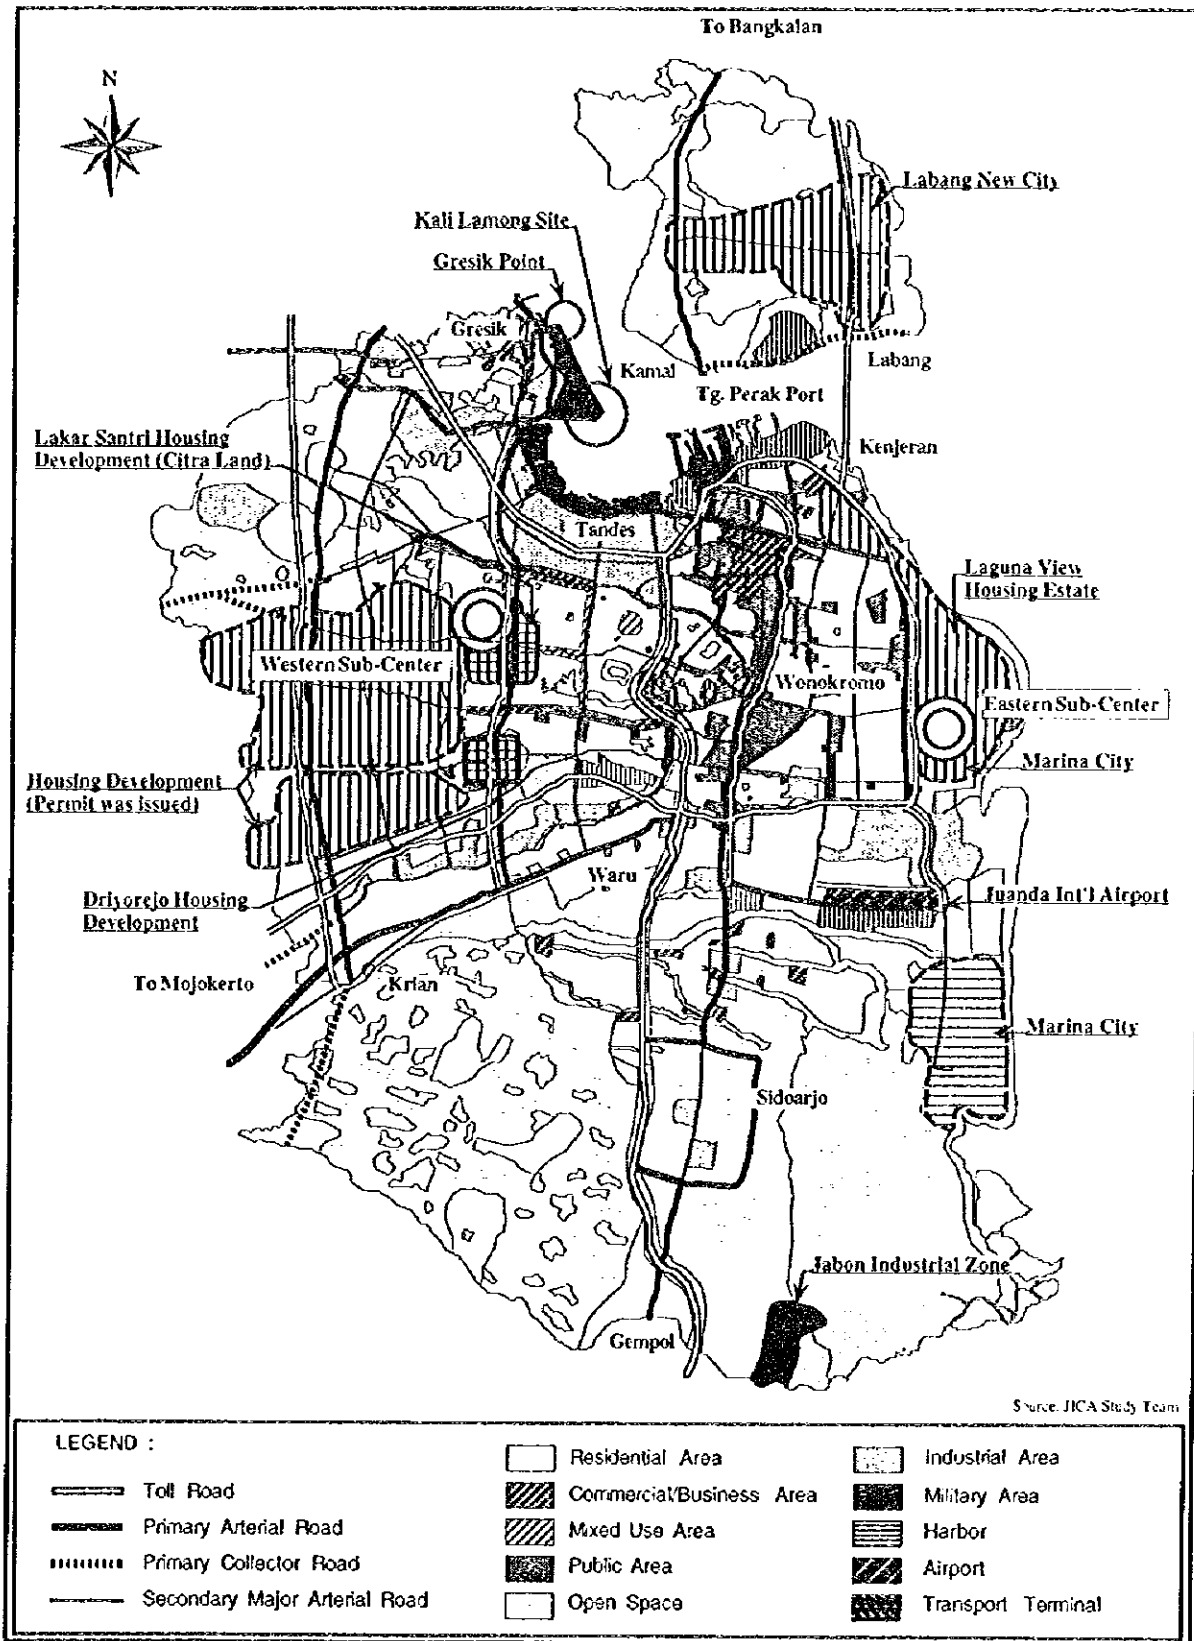 To Bangkalan
N
Labang New City
Kali Lamong Site
Gresik Point
Gresik
Kamal
Labang
Tg. Perak Port
Lakar Santri Housing
Development (Citra Land)
Kenjeran
Tandes
Laguna View
Housing Estate
Western Sub-Center
Wonokromo
Eastern Sub-Center
Marina City
Housing Development
(Permit was issued)
Waru
Driyorejo Housing
Development
Juanda Int'l Airport
To Mojokerto
Krian
Marina City
Sidoarjo
Jabon Industrial Zone
Gempol
Source: JICA Study Team
LEGEND :
Toll Road
Primary Arterial Road
Primary Collector Road
Secondary Major Arterial Road
Residential Area
Commercial/Business Area
Mixed Use Area
Public Area
Open Space
Industrial Area
Military Area
Harbor
Airport
Transport Terminal